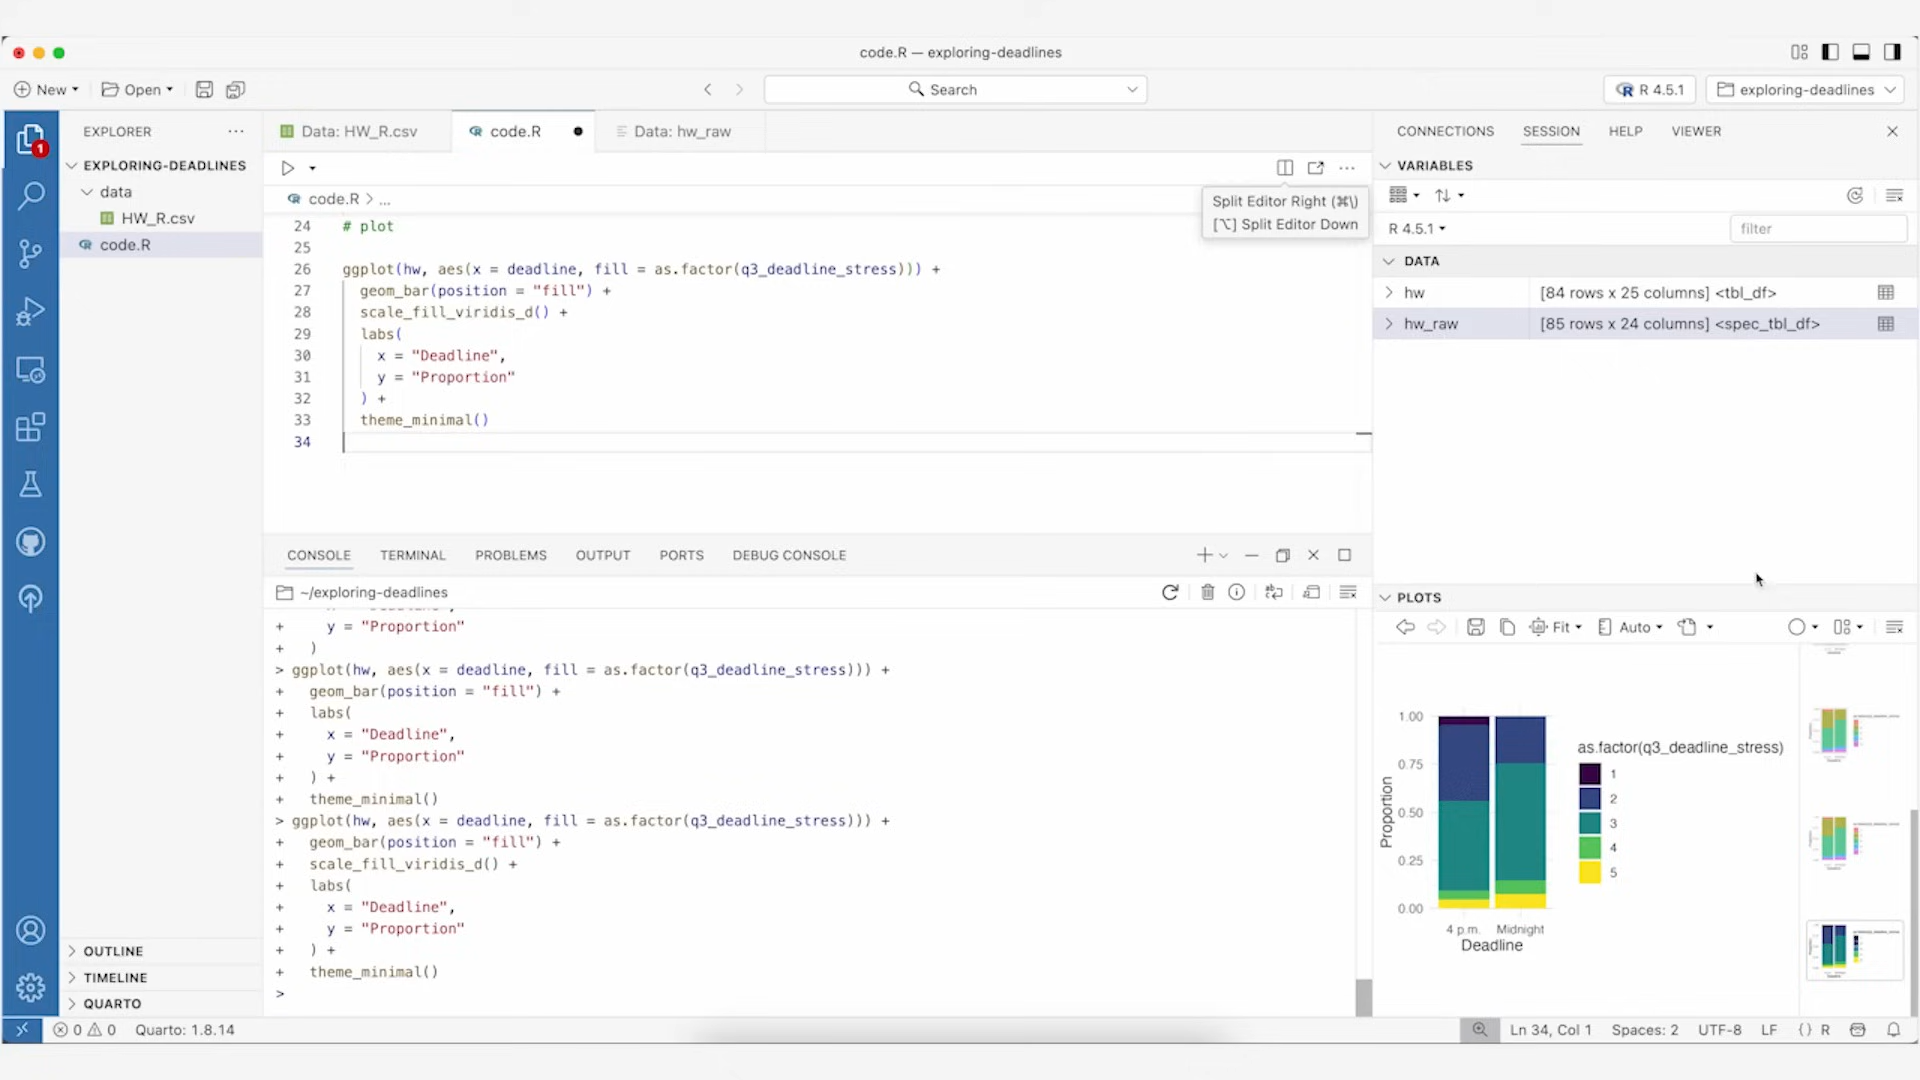 code.R — exploring-deadlines
New
Open
Search
R 4.5.1
exploring-deadlines
1
EXPLORER
EXPLORING-DEADLINES
data
HW_R.csv
code.R
OUTLINE
TIMELINE
QUARTO
Data: HW_R.csv
code.R
Data: hw_raw
code.R > ...
Split Editor Right (⌘\)
[⌥] Split Editor Down
24 # plot
25
26 ggplot(hw, aes(x = deadline, fill = as.factor(q3_deadline_stress))) +
27 geom_bar(position = "fill") +
28 scale_fill_viridis_d() +
29 labs(
30 x = "Deadline",
31 y = "Proportion"
32 ) +
33 theme_minimal()
34
CONSOLE TERMINAL PROBLEMS OUTPUT PORTS DEBUG CONSOLE
~/exploring-deadlines
+ y = "Proportion"
+ )
> ggplot(hw, aes(x = deadline, fill = as.factor(q3_deadline_stress))) +
+ geom_bar(position = "fill") +
+ labs(
+ x = "Deadline",
+ y = "Proportion"
+ ) +
+ theme_minimal()
> ggplot(hw, aes(x = deadline, fill = as.factor(q3_deadline_stress))) +
+ geom_bar(position = "fill") +
+ scale_fill_viridis_d() +
+ labs(
+ x = "Deadline",
+ y = "Proportion"
+ ) +
+ theme_minimal()
>
CONNECTIONS SESSION HELP VIEWER
VARIABLES
R 4.5.1
filter
DATA
hw [84 rows x 25 columns] <tbl_df>
hw_raw [85 rows x 24 columns] <spec_tbl_df>
PLOTS
Fit
Auto
1.00
0.75
0.50
0.25
0.00
Proportion
4 p.m. Midnight
Deadline
as.factor(q3_deadline_stress)
1
2
3
4
5
0 0 Quarto: 1.8.14
Ln 34, Col 1 Spaces: 2 UTF-8 LF {} R